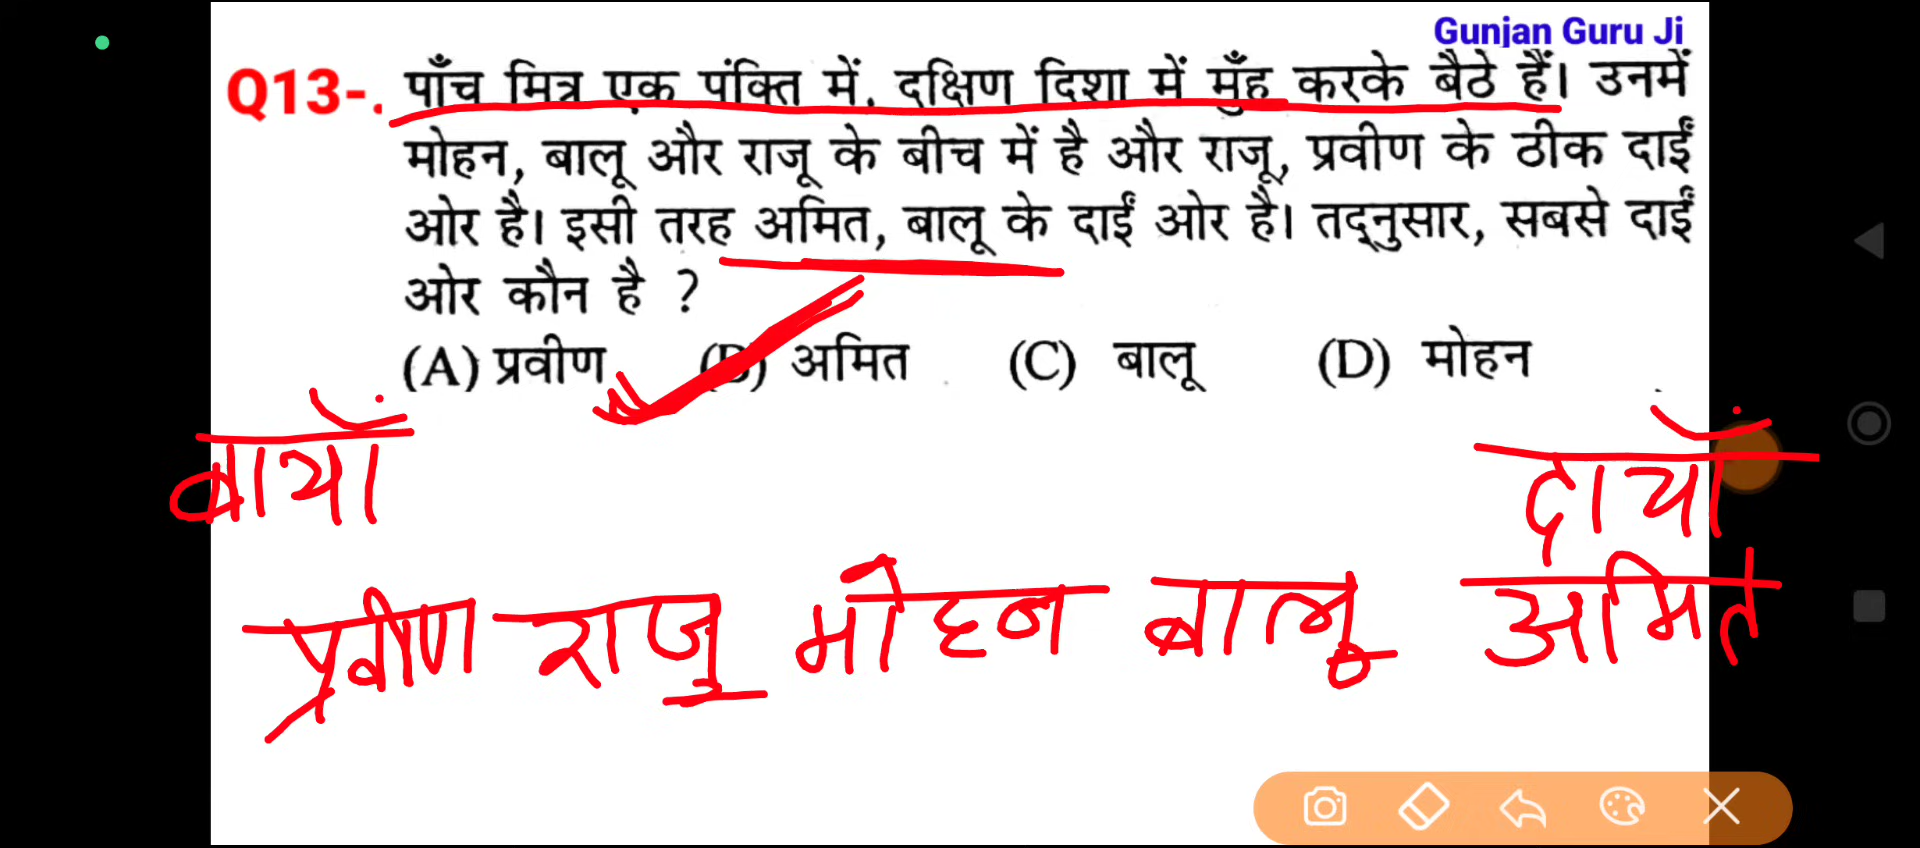 Gunjan Guru Ji
Q13-. पाँच मित्र एक पंक्ति में. दक्षिण दिशा में मुँह करके बैठे हैं। उनमें
मोहन, बालू और राजू के बीच में है और राजू, प्रवीण के ठीक दाईं
ओर है। इसी तरह अमित, बालू के दाईं ओर है। तद्नुसार, सबसे दाईं
ओर कौन है ?
(A) प्रवीण (B) अमित (C) बालू (D) मोहन
बायाँ दायाँ
प्रवीण राजु मोहन बालू अमित